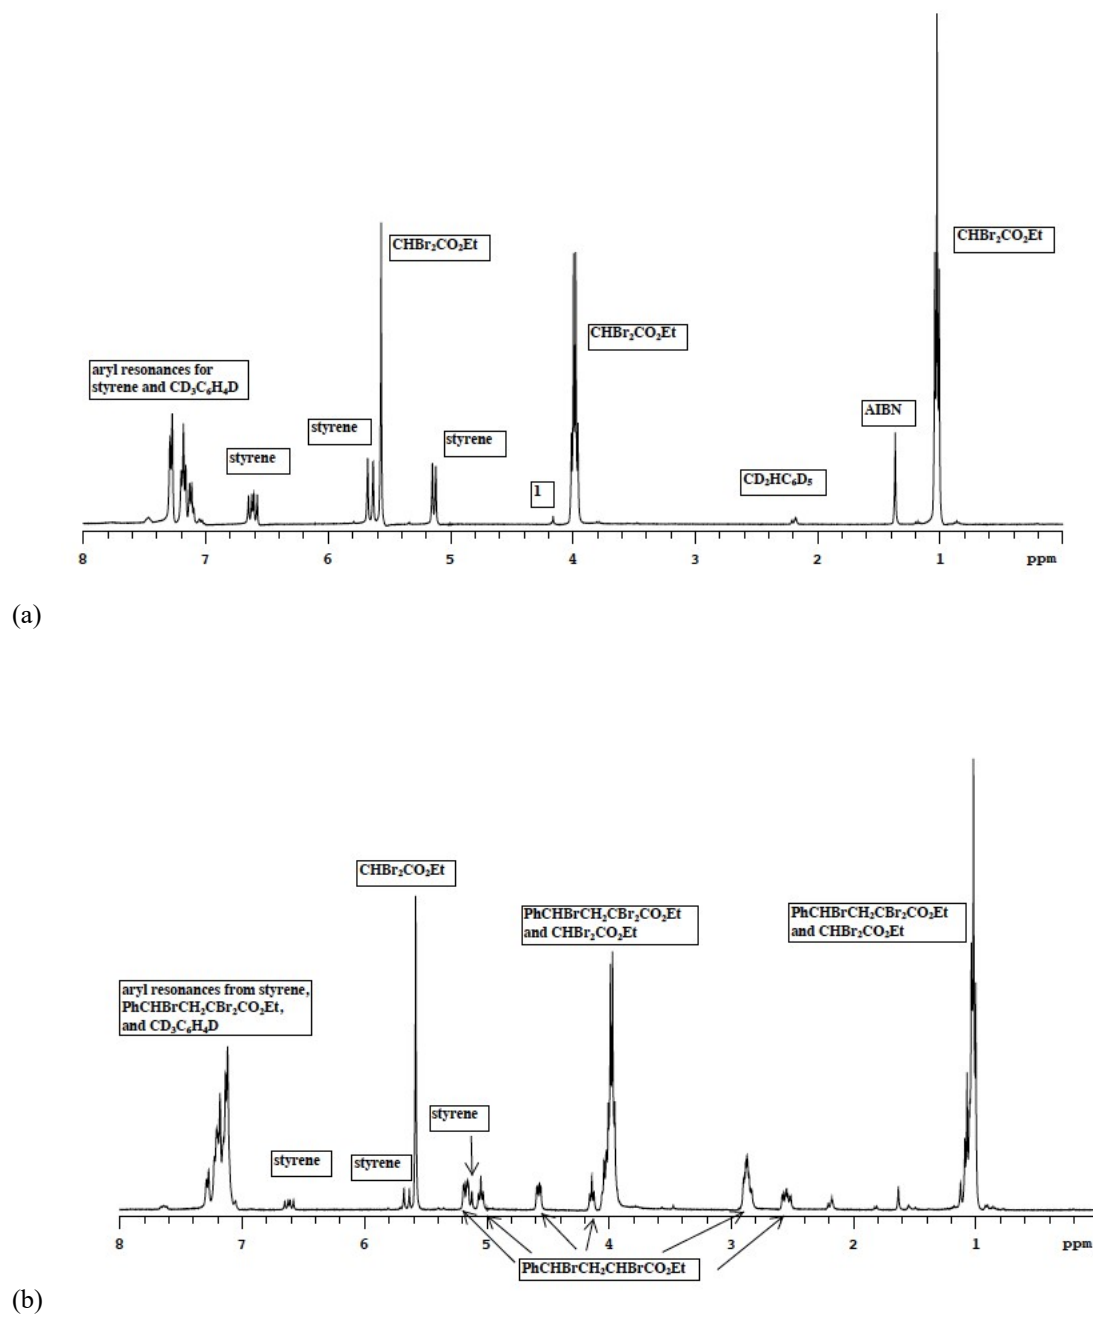 CHBr₂CO₂Et
CHBr₂CO₂Et
CHBr₂CO₂Et
aryl resonances for
styrene and CD₃C₆H₄D
AIBN
styrene
styrene
styrene
CD₂HC₆D₅
1
8 7 6 5 4 3 2 1 ppm
(a)
CHBr₂CO₂Et
PhCHBrCH₂CBr₂CO₂Et
and CHBr₂CO₂Et
PhCHBrCH₂CBr₂CO₂Et
and CHBr₂CO₂Et
aryl resonances from styrene,
PhCHBrCH₂CBr₂CO₂Et,
and CD₃C₆H₄D
styrene
styrene
styrene
8 7 6 5 4 3 2 1 ppm
PhCHBrCH₂CHBrCO₂Et
(b)